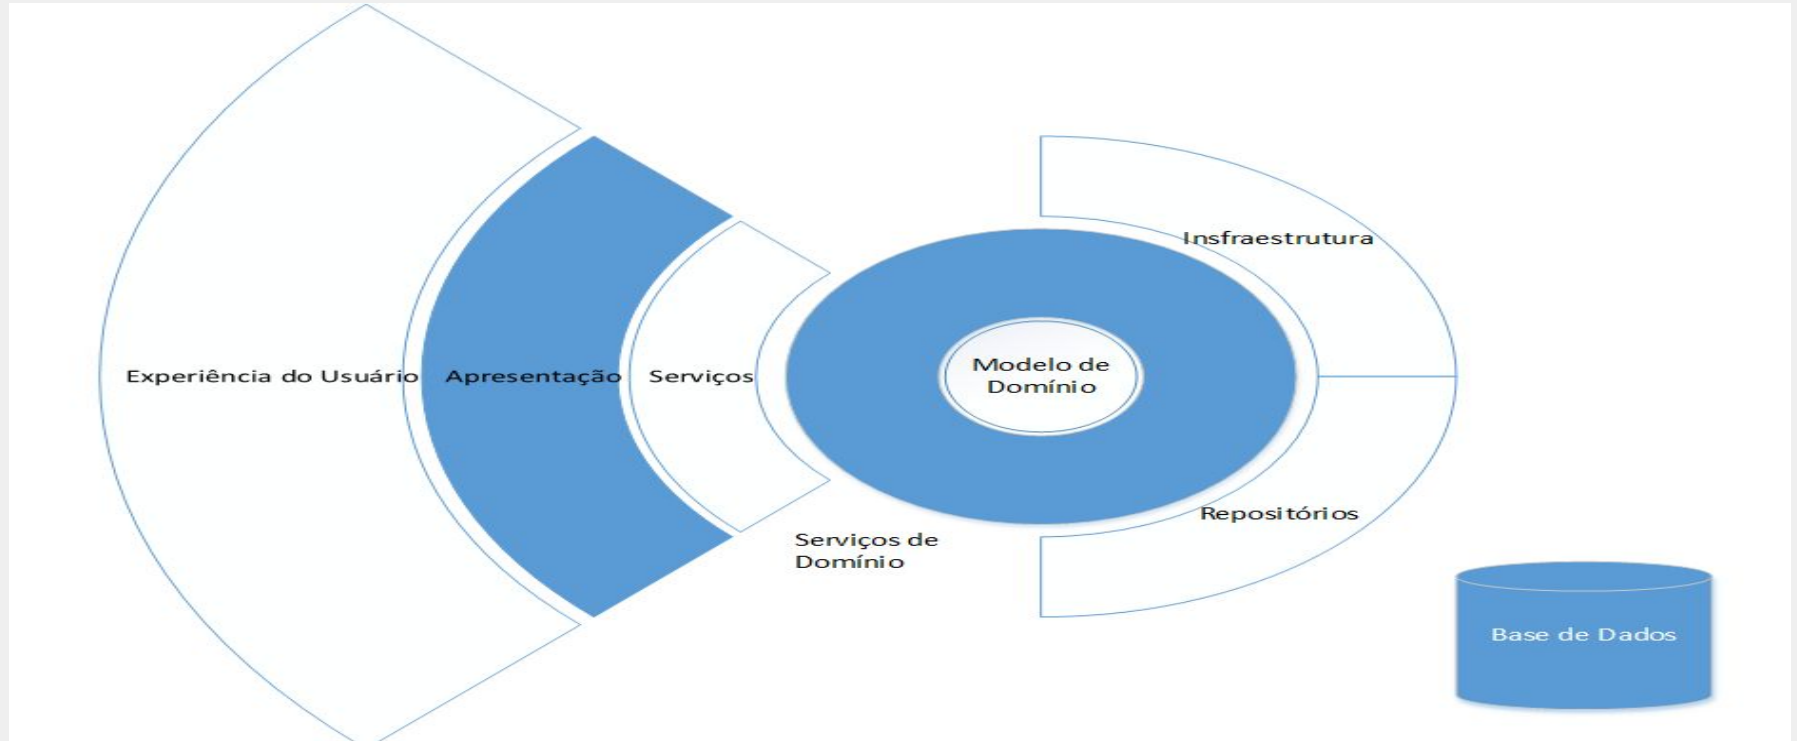 Insfraestrutura
Experiência do Usuário
Apresentação
Serviços
Modelo de
Domínio
Repositórios
Serviços de
Domínio
Base de Dados